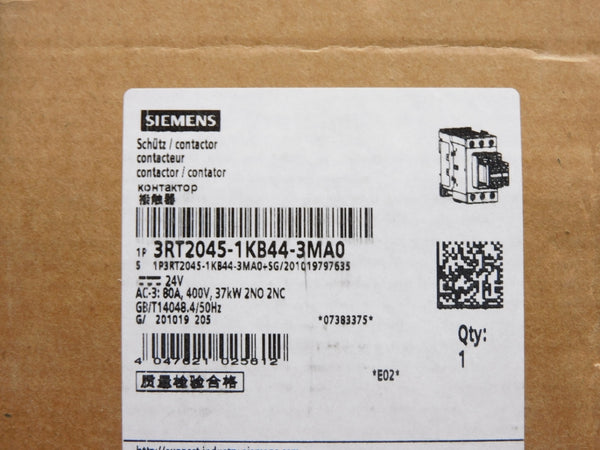 SIEMENS
Schütz / contactor
contacteur
contactor / contator
контактор
接触器
1P 3RT2045-1KB44-3MA0
S 1P3RT2045-1KB44-3MA0+SG/201019797635
24V
AC-3: 80A, 400V, 37kW 2NO 2NC
GB/T14048.4/50Hz
G/ 201019 205
*07383375*
Qty:
1
4 047621 025812
*E02*
质量检验合格